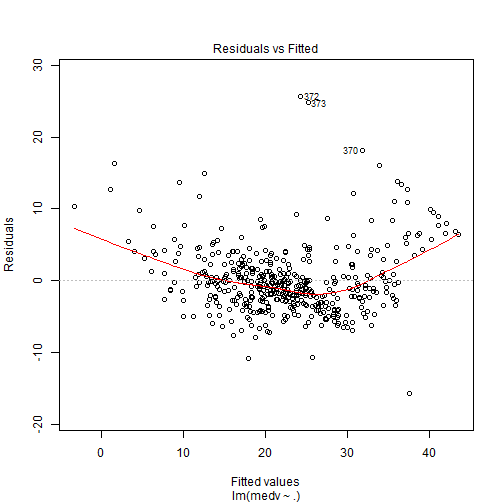 Residuals vs Fitted
Residuals
30
20
10
0
-10
-20
372
373
370
0 10 20 30 40
Fitted values
lm(medv ~ .)